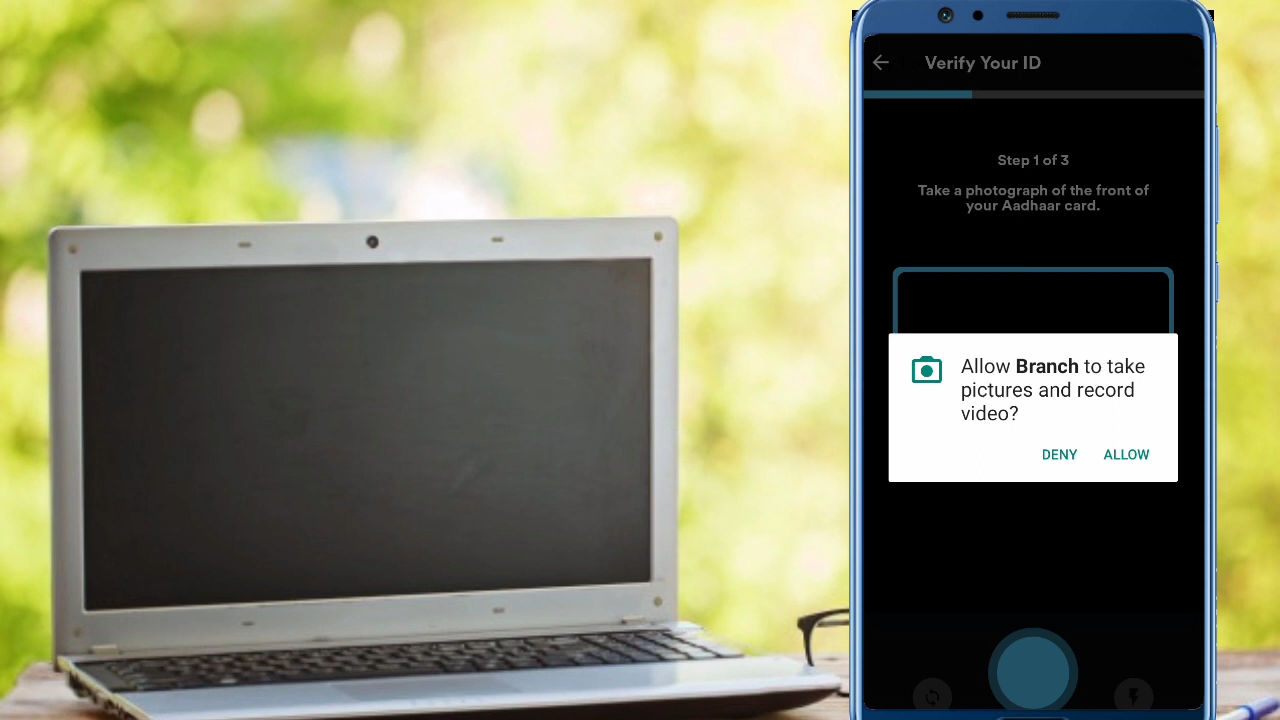 Verify Your ID
Step 1 of 3
Take a photograph of the front of
your Aadhaar card.
Allow Branch to take
pictures and record
video?
DENY ALLOW